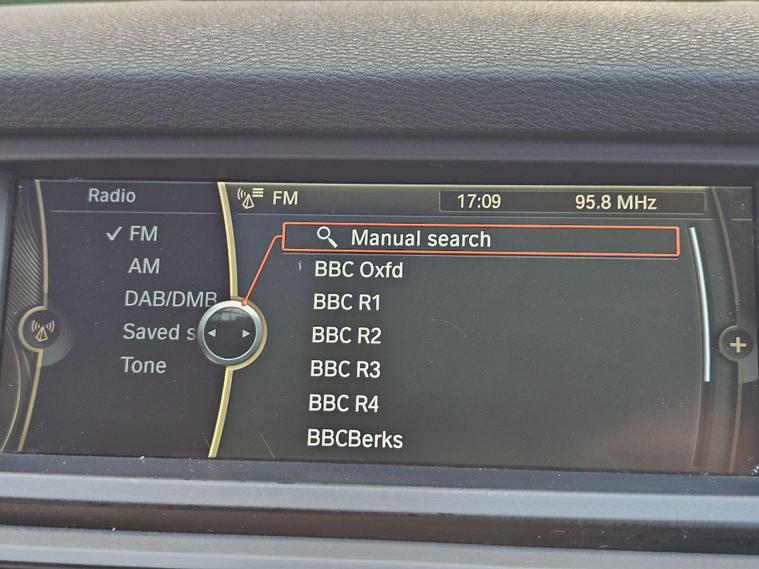 Radio
FM
AM
DAB/DMB
Saved s
Tone
FM 17:09 95.8 MHz
Manual search
BBC Oxfd
BBC R1
BBC R2
BBC R3
BBC R4
BBCBerks